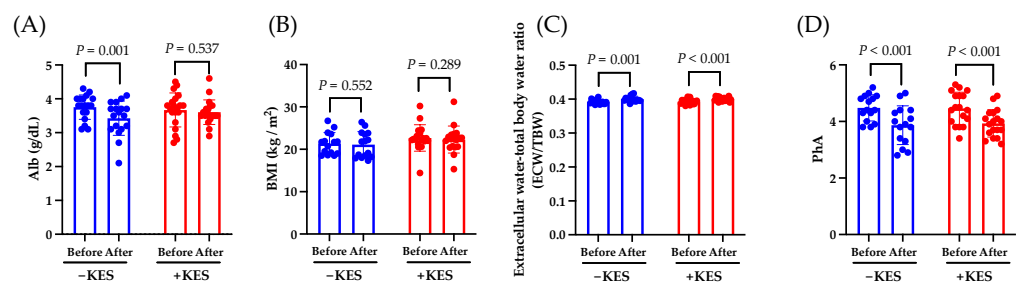 (A)
P = 0.001
P = 0.537
Alb (g/dL)
5
4
3
2
1
0
Before After
Before After
−KES
+KES
(B)
P = 0.552
P = 0.289
BMI (kg / m²)
40
30
20
10
0
Before After
Before After
−KES
+KES
(C)
P = 0.001
P < 0.001
Extracellular water-total body water ratio
(ECW/TBW)
0.5
0.4
0.3
0.2
0.1
0.0
Before After
Before After
−KES
+KES
(D)
P < 0.001
P < 0.001
PhA
6
4
2
0
Before After
Before After
−KES
+KES